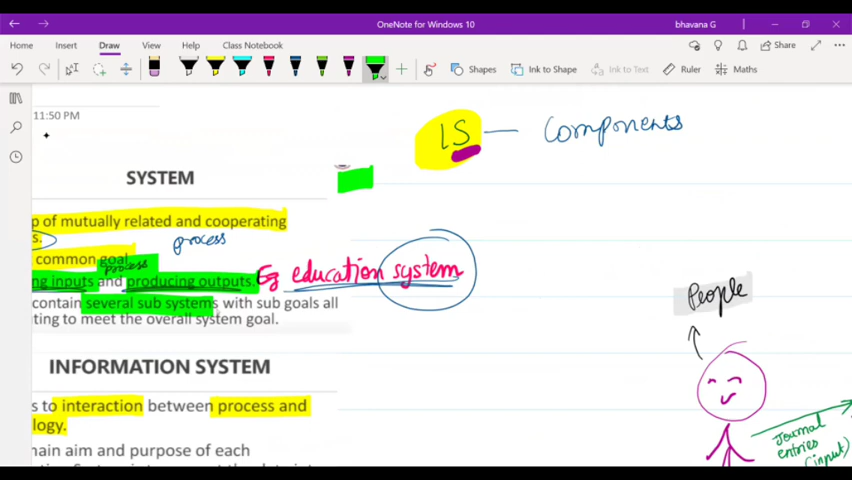 OneNote for Windows 10
bhavana G
Home Insert Draw View Help Class Notebook
Share
Shapes Ink to Shape Ink to Text Ruler Maths
11:50 PM
IS — Components
SYSTEM
p of mutually related and cooperating
s.
process
common goal
process
ng inputs and producing outputs.
Eg education system
contain several sub systems with sub goals all
ating to meet the overall system goal.
People
INFORMATION SYSTEM
s to interaction between process and
logy.
Journal
entries
(input)
main aim and purpose of each